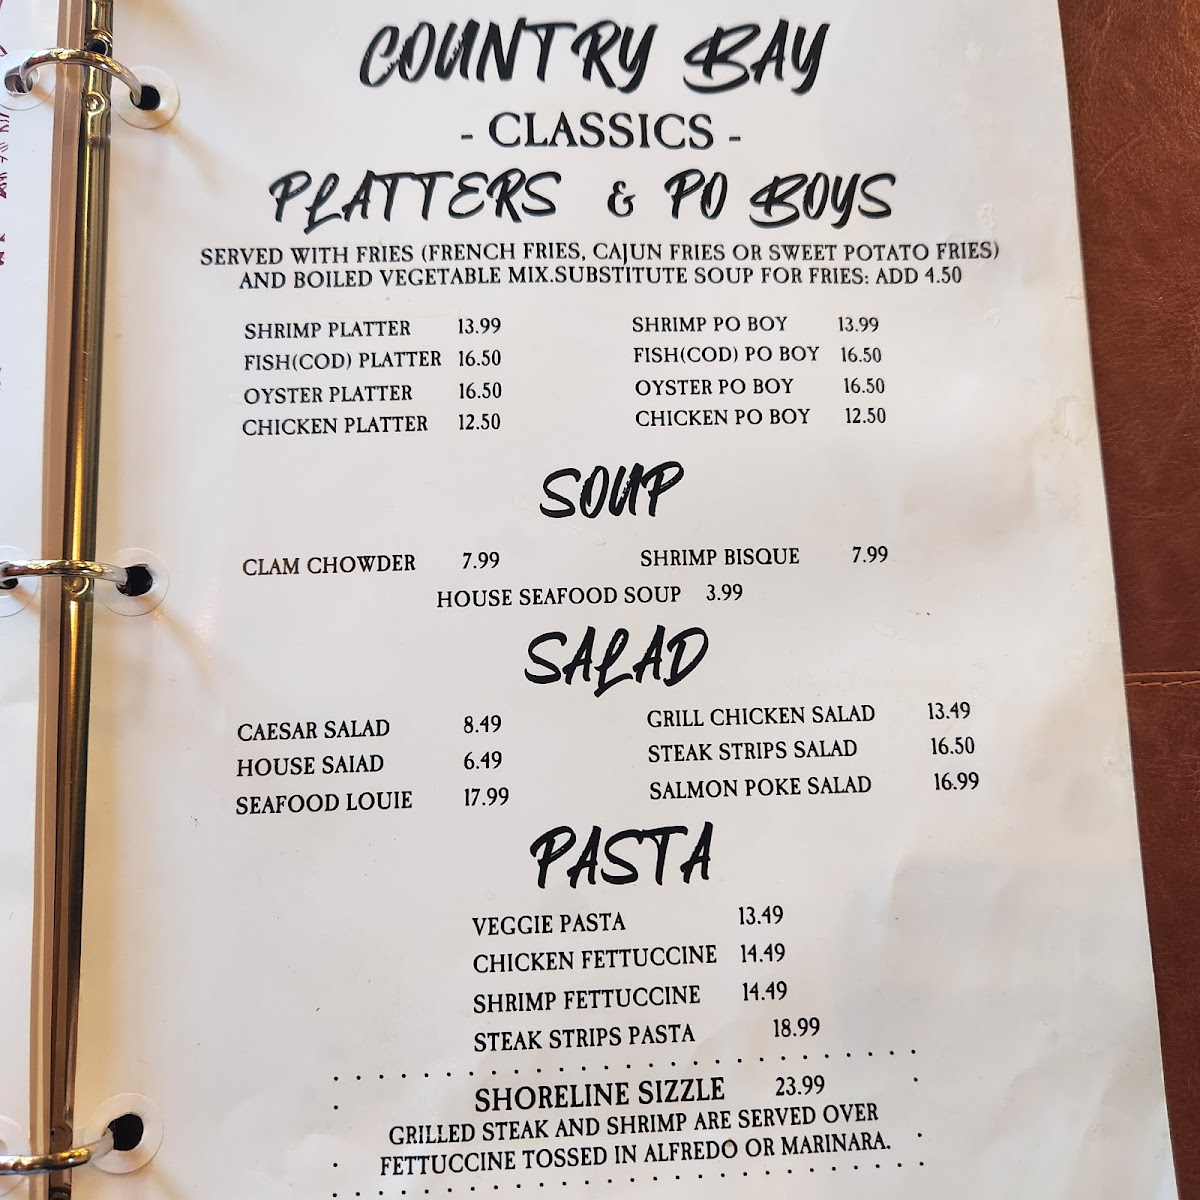 COUNTRY BAY
- CLASSICS -
PLATTERS & PO BOYS
SERVED WITH FRIES (FRENCH FRIES, CAJUN FRIES OR SWEET POTATO FRIES)
AND BOILED VEGETABLE MIX.SUBSTITUTE SOUP FOR FRIES: ADD 4.50
SHRIMP PLATTER 13.99
FISH(COD) PLATTER 16.50
OYSTER PLATTER 16.50
CHICKEN PLATTER 12.50
SHRIMP PO BOY 13.99
FISH(COD) PO BOY 16.50
OYSTER PO BOY 16.50
CHICKEN PO BOY 12.50
SOUP
CLAM CHOWDER 7.99
SHRIMP BISQUE 7.99
HOUSE SEAFOOD SOUP 3.99
SALAD
CAESAR SALAD 8.49
HOUSE SAIAD 6.49
SEAFOOD LOUIE 17.99
GRILL CHICKEN SALAD 13.49
STEAK STRIPS SALAD 16.50
SALMON POKE SALAD 16.99
PASTA
VEGGIE PASTA 13.49
CHICKEN FETTUCCINE 14.49
SHRIMP FETTUCCINE 14.49
STEAK STRIPS PASTA 18.99
SHORELINE SIZZLE 23.99
GRILLED STEAK AND SHRIMP ARE SERVED OVER
FETTUCCINE TOSSED IN ALFREDO OR MARINARA.